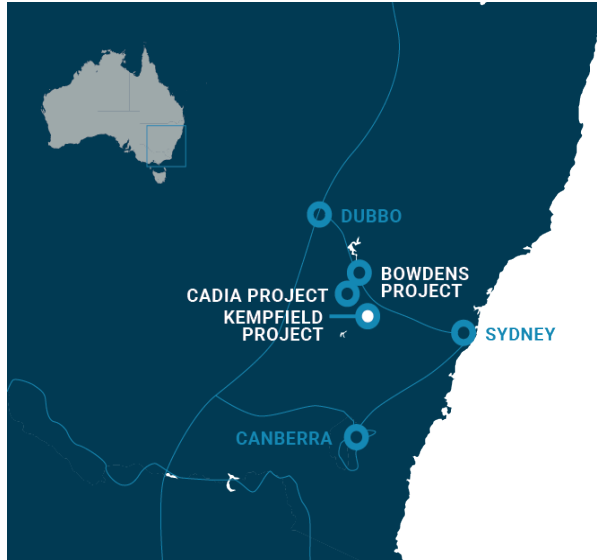 DUBBO
BOWDENS
PROJECT
CADIA PROJECT
KEMPFIELD
PROJECT
SYDNEY
CANBERRA